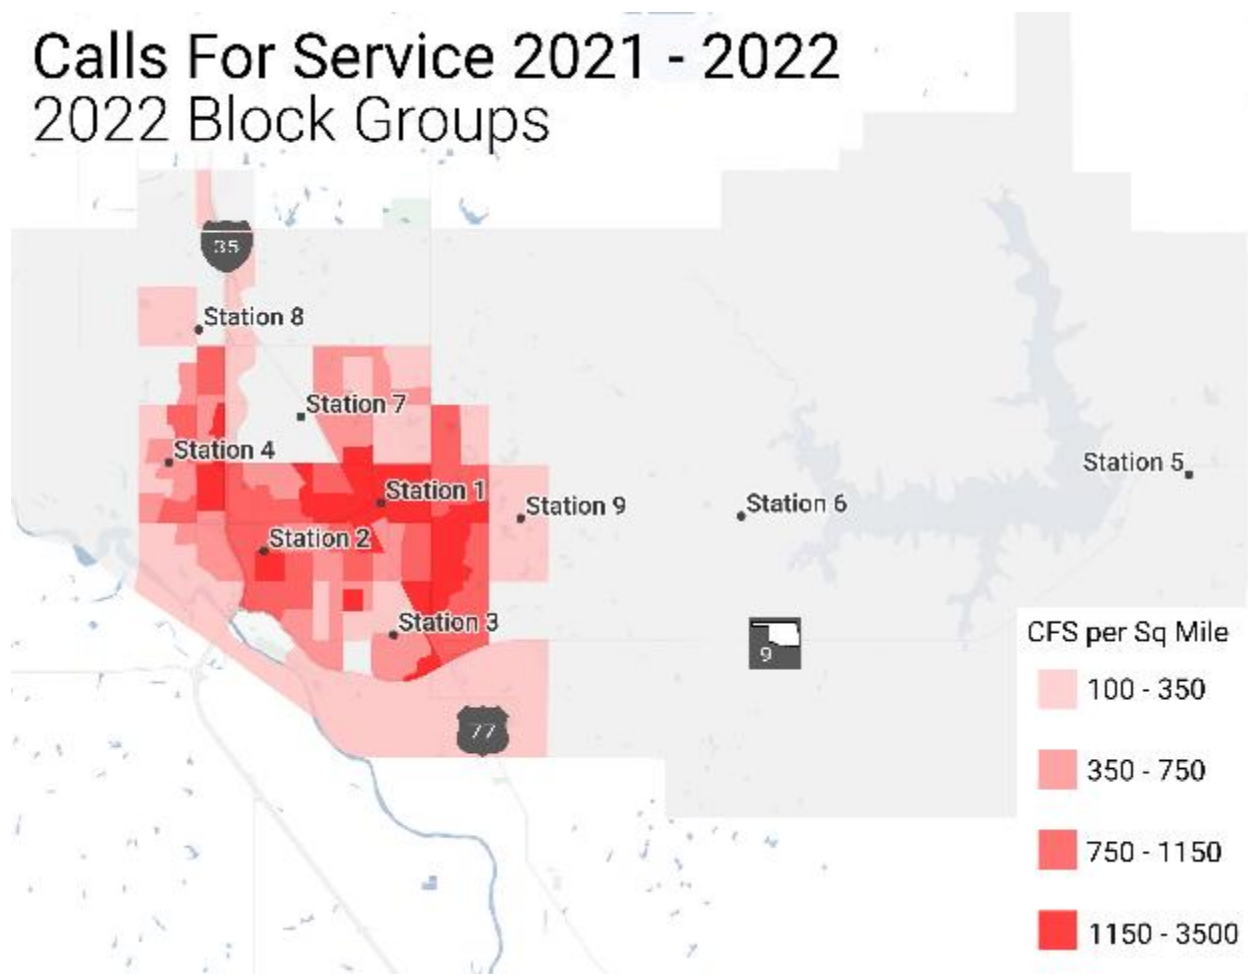 Calls For Service 2021 - 2022
2022 Block Groups
35
Station 8
Station 7
Station 4
Station 5
Station 1
Station 9
Station 6
Station 2
Station 3
9
77
CFS per Sq Mile
100 - 350
350 - 750
750 - 1150
1150 - 3500